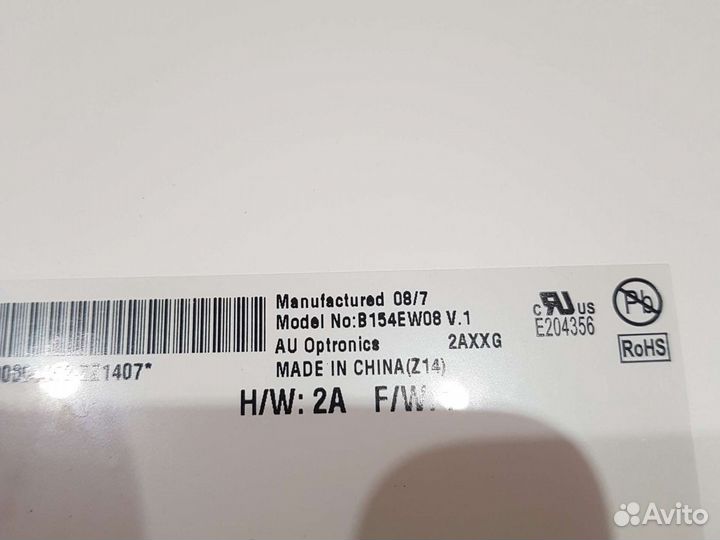 Manufactured 08/7
Model No:B154EW08 V.1
AU Optronics 2AXXG
MADE IN CHINA(Z14)
H/W: 2A F/W:
c RU US
E204356
Pb
RoHS
Avito